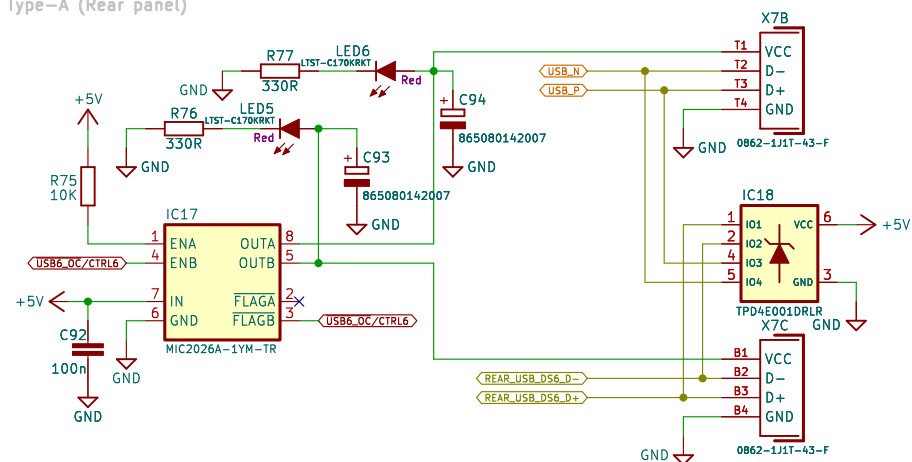 Type-A (Rear panel)
X7B
T1 VCC
T2 D-
T3 D+
T4 GND
0862-1J1T-43-F
USB_N
USB_P
GND
R77
330R
GND
LED6
LTST-C170KRKT
Red
C94
+
865080142007
GND
+5V
R76
330R
GND
LED5
LTST-C170KRKT
Red
C93
+
865080142007
GND
R75
10K
IC17
1 ENA
4 ENB
7 IN
6 GND
OUTA 8
OUTB 5
FLAGA 2
FLAGB 3
MIC2026A-1YM-TR
USB6_OC/CTRL6
USB6_OC/CTRL6
+5V
C92
100n
GND
GND
IC18
1 IO1
2 IO2
4 IO3
5 IO4
VCC 6
GND 3
TPD4E001DRLR
+5V
GND
X7C
B1 VCC
B2 D-
B3 D+
B4 GND
0862-1J1T-43-F
REAR_USB_DS6_D-
REAR_USB_DS6_D+
GND